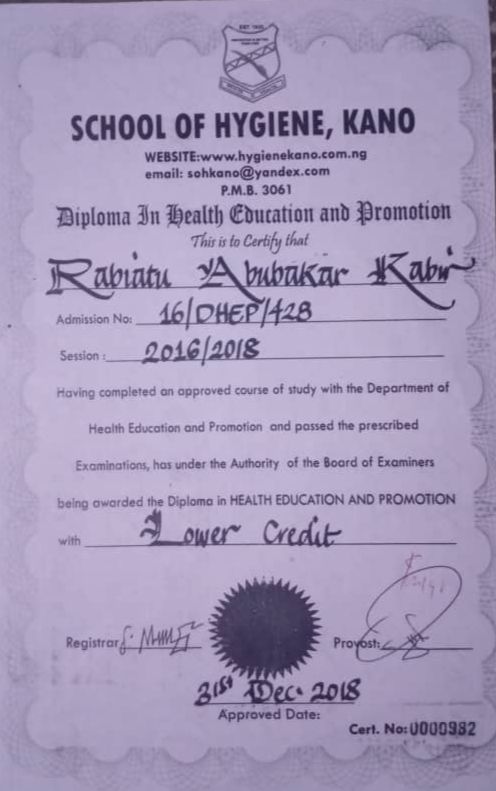 EST. 1930
SCHOOL OF HYGIENE, KANO
WEBSITE:www.hygienekano.com.ng
email: sohkano@yandex.com
P.M.B. 3061
Diploma In Health Education and Promotion
This is to Certify that
Rabiatu Abubakar Kabir
Admission No: 16/DHEP/428
Session: 2016/2018
Having completed an approved course of study with the Department of
Health Education and Promotion and passed the prescribed
Examinations, has under the Authority of the Board of Examiners
being awarded the Diploma in HEALTH EDUCATION AND PROMOTION
with Lower Credit
Registrar
Provost:
31st Dec. 2018
Approved Date:
Cert. No:0000982